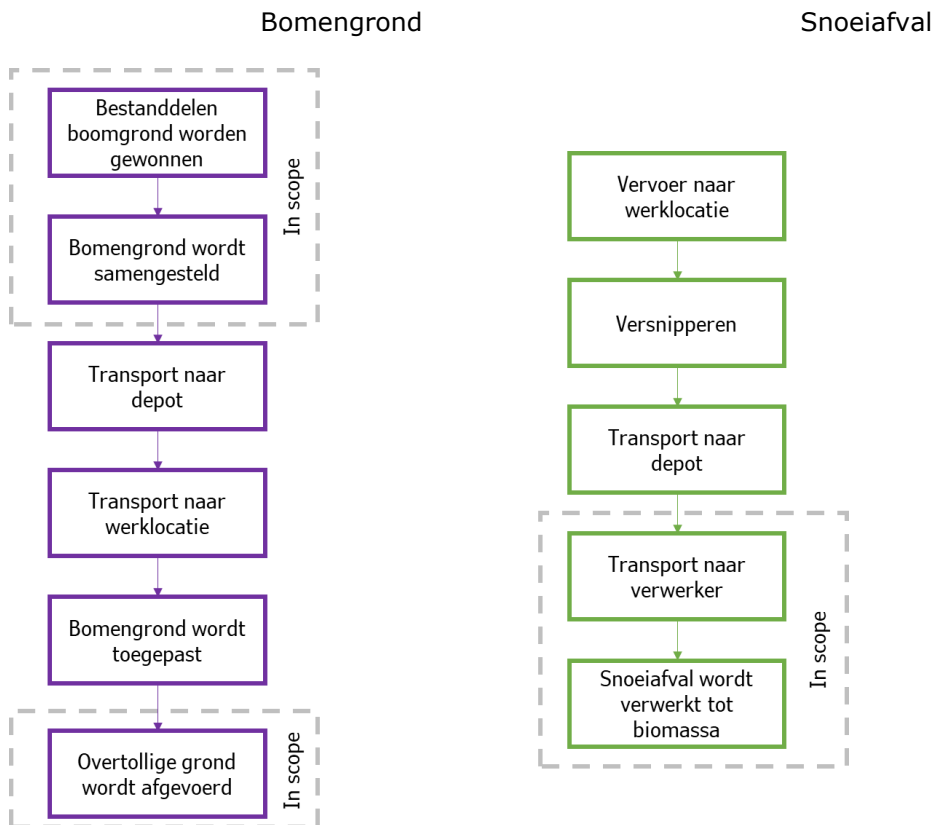 Bomengrond
Bestanddelen
boomgrond worden
gewonnen
Bomengrond wordt
samengesteld
In scope
Transport naar
depot
Transport naar
werklocatie
Bomengrond wordt
toegepast
Overtollige grond
wordt afgevoerd
In scope
Snoeiafval
Vervoer naar
werklocatie
Versnipperen
Transport naar
depot
Transport naar
verwerker
Snoeiafval wordt
verwerkt tot
biomassa
In scope